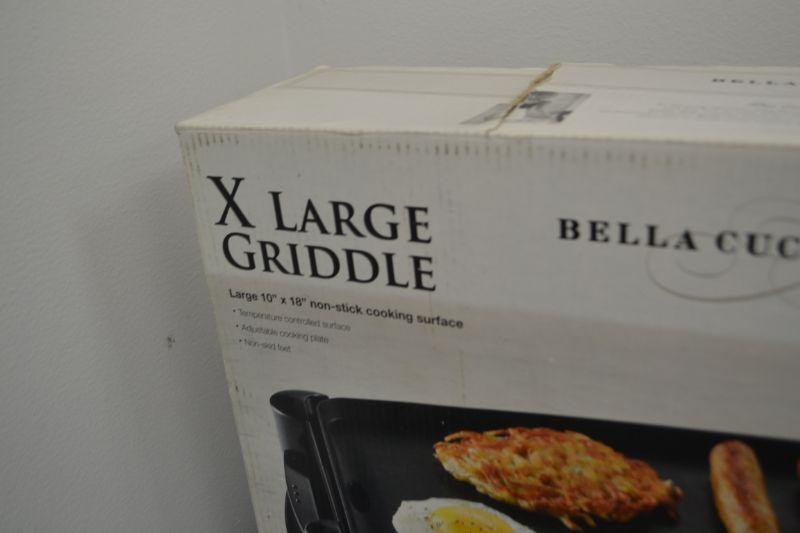 X LARGE
GRIDDLE
Large 10" x 18" non-stick cooking surface
• Temperature controlled surface
• Adjustable cooking plate
• Non-skid feet
BELLA CUC
BELLA